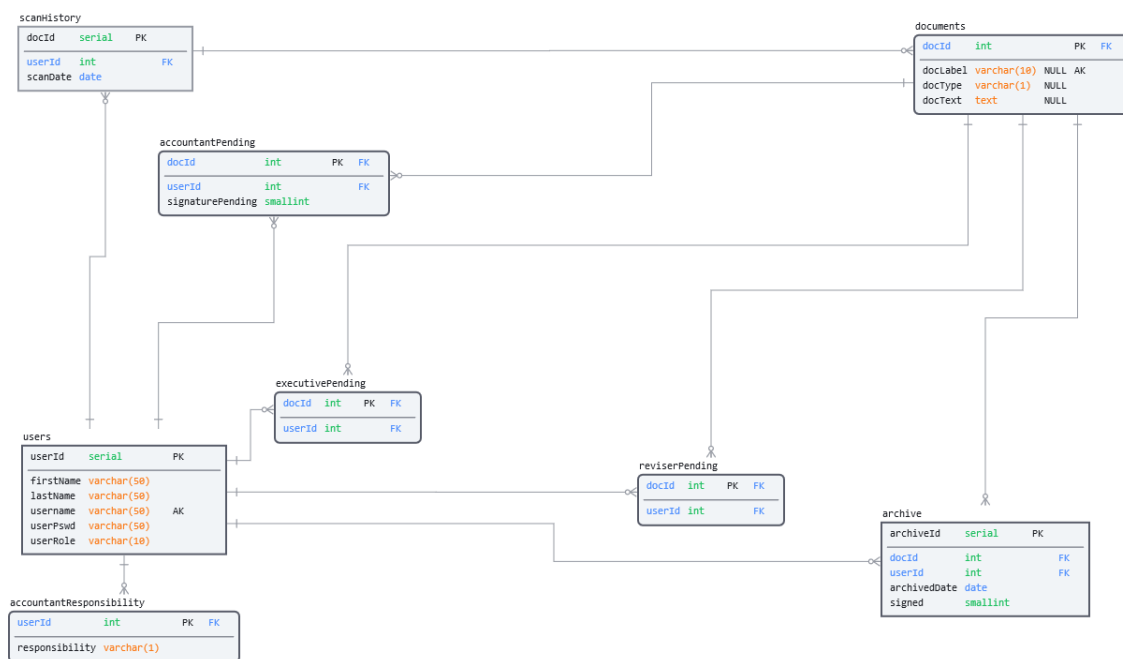 scanHistory
docId serial PK
userId int FK
scanDate date
documents
docId int PK FK
docLabel varchar(10) NULL AK
docType varchar(1) NULL
docText text NULL
accountantPending
docId int PK FK
userId int FK
signaturePending smallint
executivePending
docId int PK FK
userId int FK
users
userId serial PK
firstName varchar(50)
lastName varchar(50)
username varchar(50) AK
userPswd varchar(50)
userRole varchar(10)
reviserPending
docId int PK FK
userId int FK
archive
archiveId serial PK
docId int FK
userId int FK
archivedDate date
signed smallint
accountantResponsibility
userId int PK FK
responsibility varchar(1)